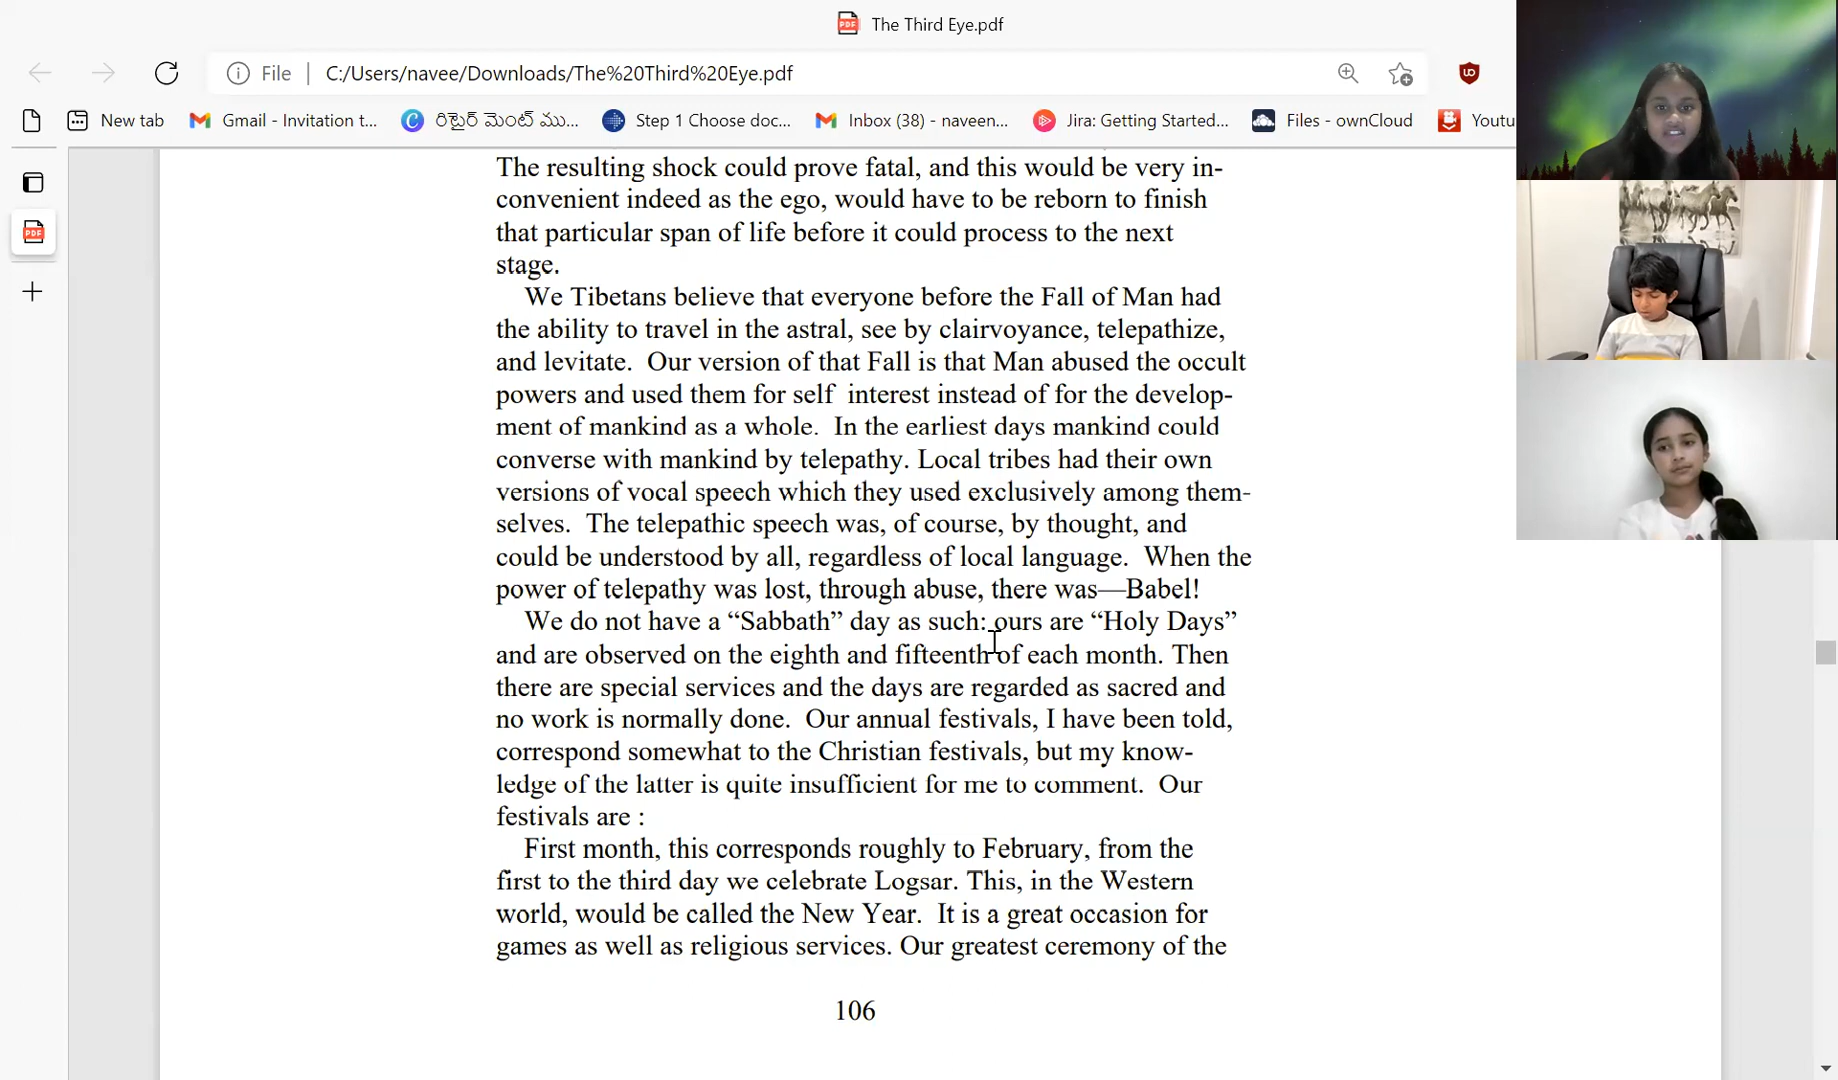 The Third Eye.pdf
File C:/Users/navee/Downloads/The%20Third%20Eye.pdf
New tab Gmail - Invitation t... రిటైర్ మెంట్ ము... Step 1 Choose doc... Inbox (38) - naveen... Jira: Getting Started... Files - ownCloud Youtu
The resulting shock could prove fatal, and this would be very in-
convenient indeed as the ego, would have to be reborn to finish
that particular span of life before it could process to the next
stage.
We Tibetans believe that everyone before the Fall of Man had
the ability to travel in the astral, see by clairvoyance, telepathize,
and levitate. Our version of that Fall is that Man abused the occult
powers and used them for self interest instead of for the develop-
ment of mankind as a whole. In the earliest days mankind could
converse with mankind by telepathy. Local tribes had their own
versions of vocal speech which they used exclusively among them-
selves. The telepathic speech was, of course, by thought, and
could be understood by all, regardless of local language. When the
power of telepathy was lost, through abuse, there was—Babel!
We do not have a “Sabbath” day as such: ours are “Holy Days”
and are observed on the eighth and fifteenth of each month. Then
there are special services and the days are regarded as sacred and
no work is normally done. Our annual festivals, I have been told,
correspond somewhat to the Christian festivals, but my know-
ledge of the latter is quite insufficient for me to comment. Our
festivals are :
First month, this corresponds roughly to February, from the
first to the third day we celebrate Logsar. This, in the Western
world, would be called the New Year. It is a great occasion for
games as well as religious services. Our greatest ceremony of the
106